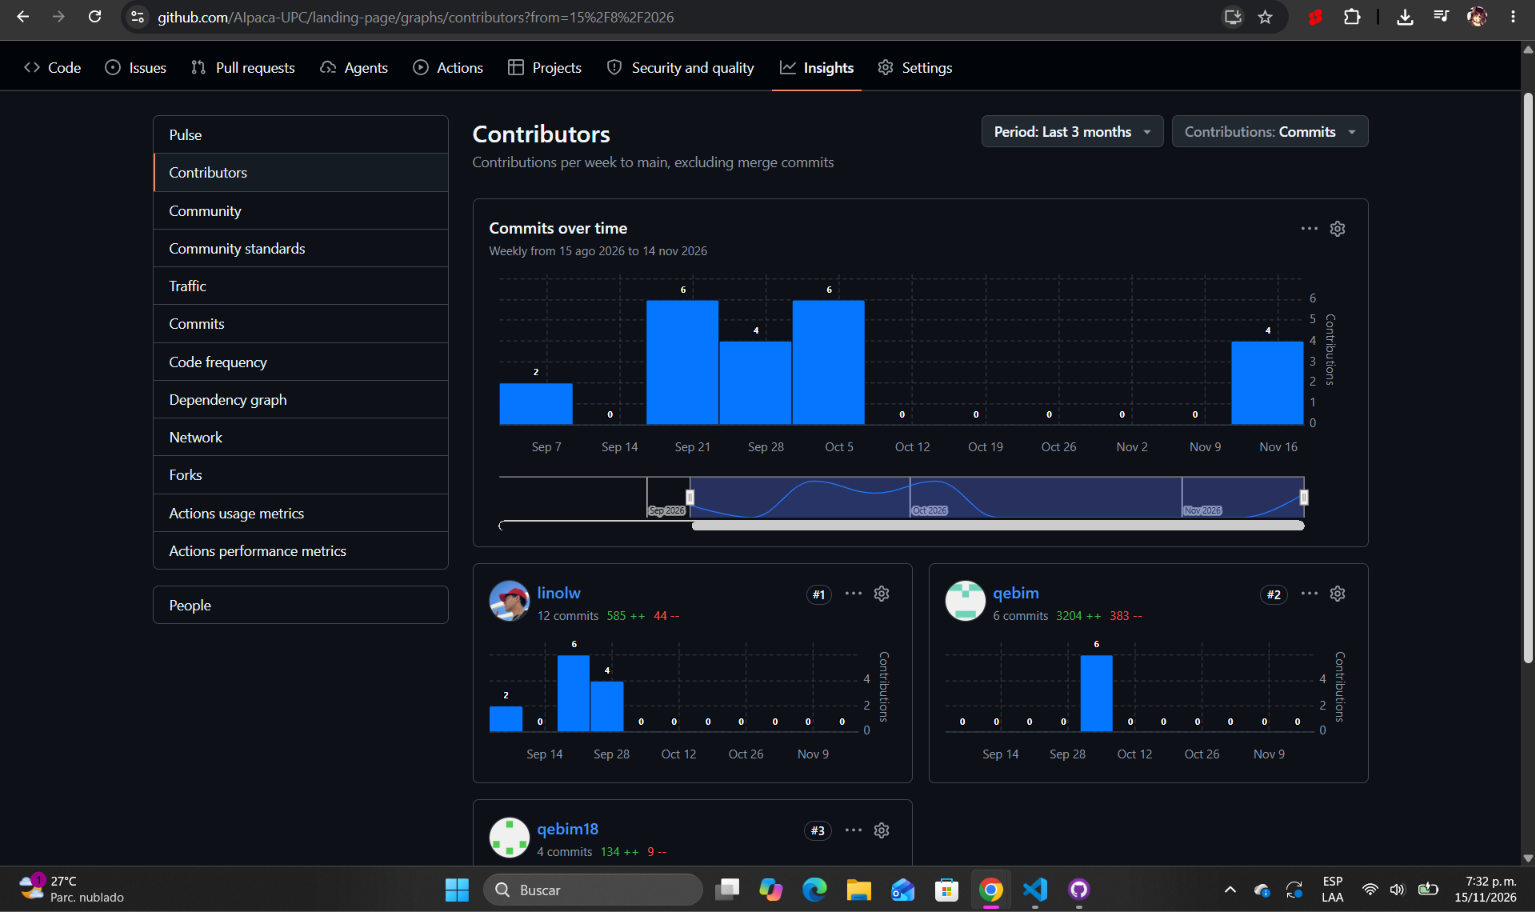 github.com/Alpaca-UPC/landing-page/graphs/contributors?from=15%2F8%2F2026
Code Issues Pull requests Agents Actions Projects Security and quality Insights Settings
Pulse
Contributors
Community
Community standards
Traffic
Commits
Code frequency
Dependency graph
Network
Forks
Actions usage metrics
Actions performance metrics
People
Contributors
Contributions per week to main, excluding merge commits
Period: Last 3 months
Contributions: Commits
Commits over time
Weekly from 15 ago 2026 to 14 nov 2026
2 0 6 4 6 0 0 0 0 0 4
6
5
4
3
2
1
0
Contributions
Sep 7 Sep 14 Sep 21 Sep 28 Oct 5 Oct 12 Oct 19 Oct 26 Nov 2 Nov 9 Nov 16
Sep 2026 Oct 2026 Nov 2026
linolw
#1
12 commits 585 ++ 44 --
2 0 6 4 0 0 0 0 0 0 0
4
2
0
Contributions
Sep 14 Sep 28 Oct 12 Oct 26 Nov 9
qebim
#2
6 commits 3204 ++ 383 --
0 0 0 0 6 0 0 0 0 0 0
4
2
0
Contributions
Sep 14 Sep 28 Oct 12 Oct 26 Nov 9
qebim18
#3
4 commits 134 ++ 9 --
1
27°C
Parc. nublado
Buscar
ESP
LAA
7:32 p. m.
15/11/2026